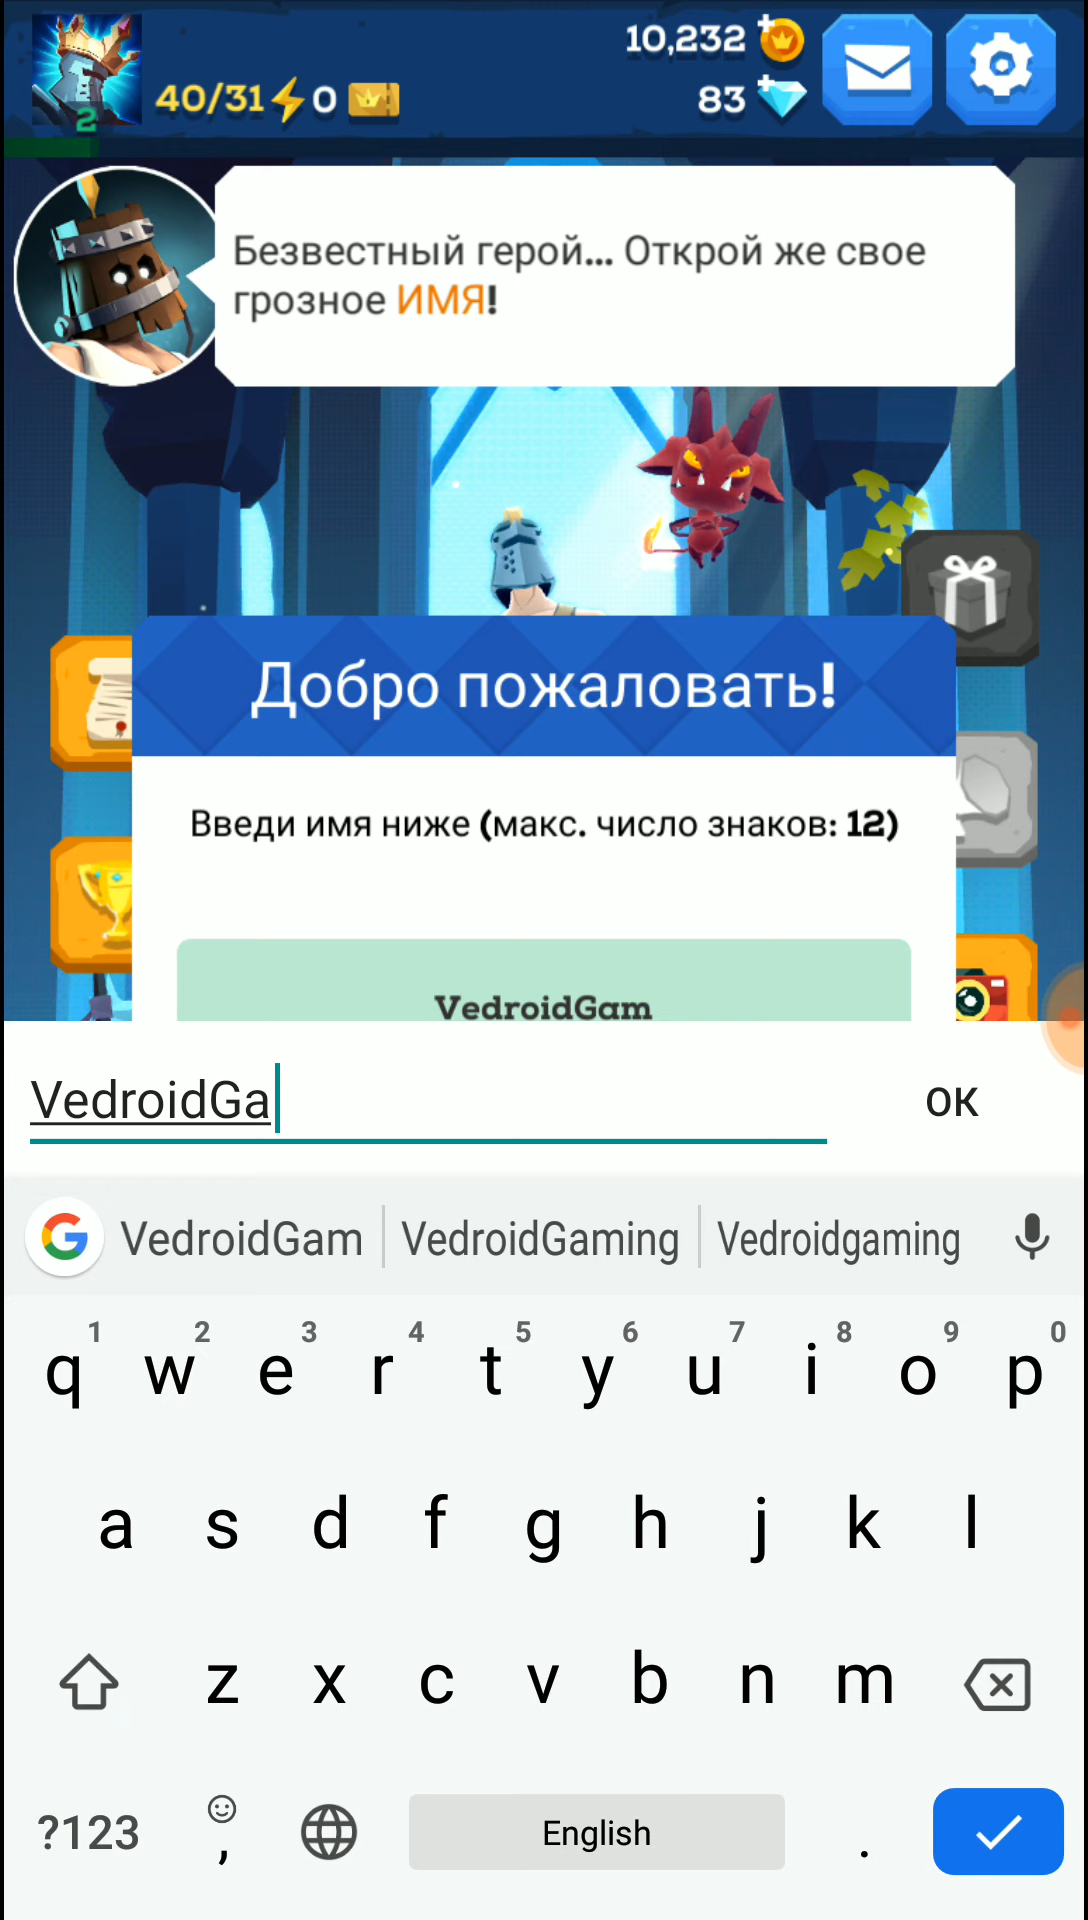 10,232
40/31 0
83
2
Безвестный герой... Открой же свое
грозное ИМЯ!
Добро пожаловать!
Введи имя ниже (макс. число знаков: 12)
VedroidGam
VedroidGa
ОК
VedroidGam VedroidGaming Vedroidgaming
1 2 3 4 5 6 7 8 9 0
q w e r t y u i o p
a s d f g h j k l
z x c v b n m
?123 , English .